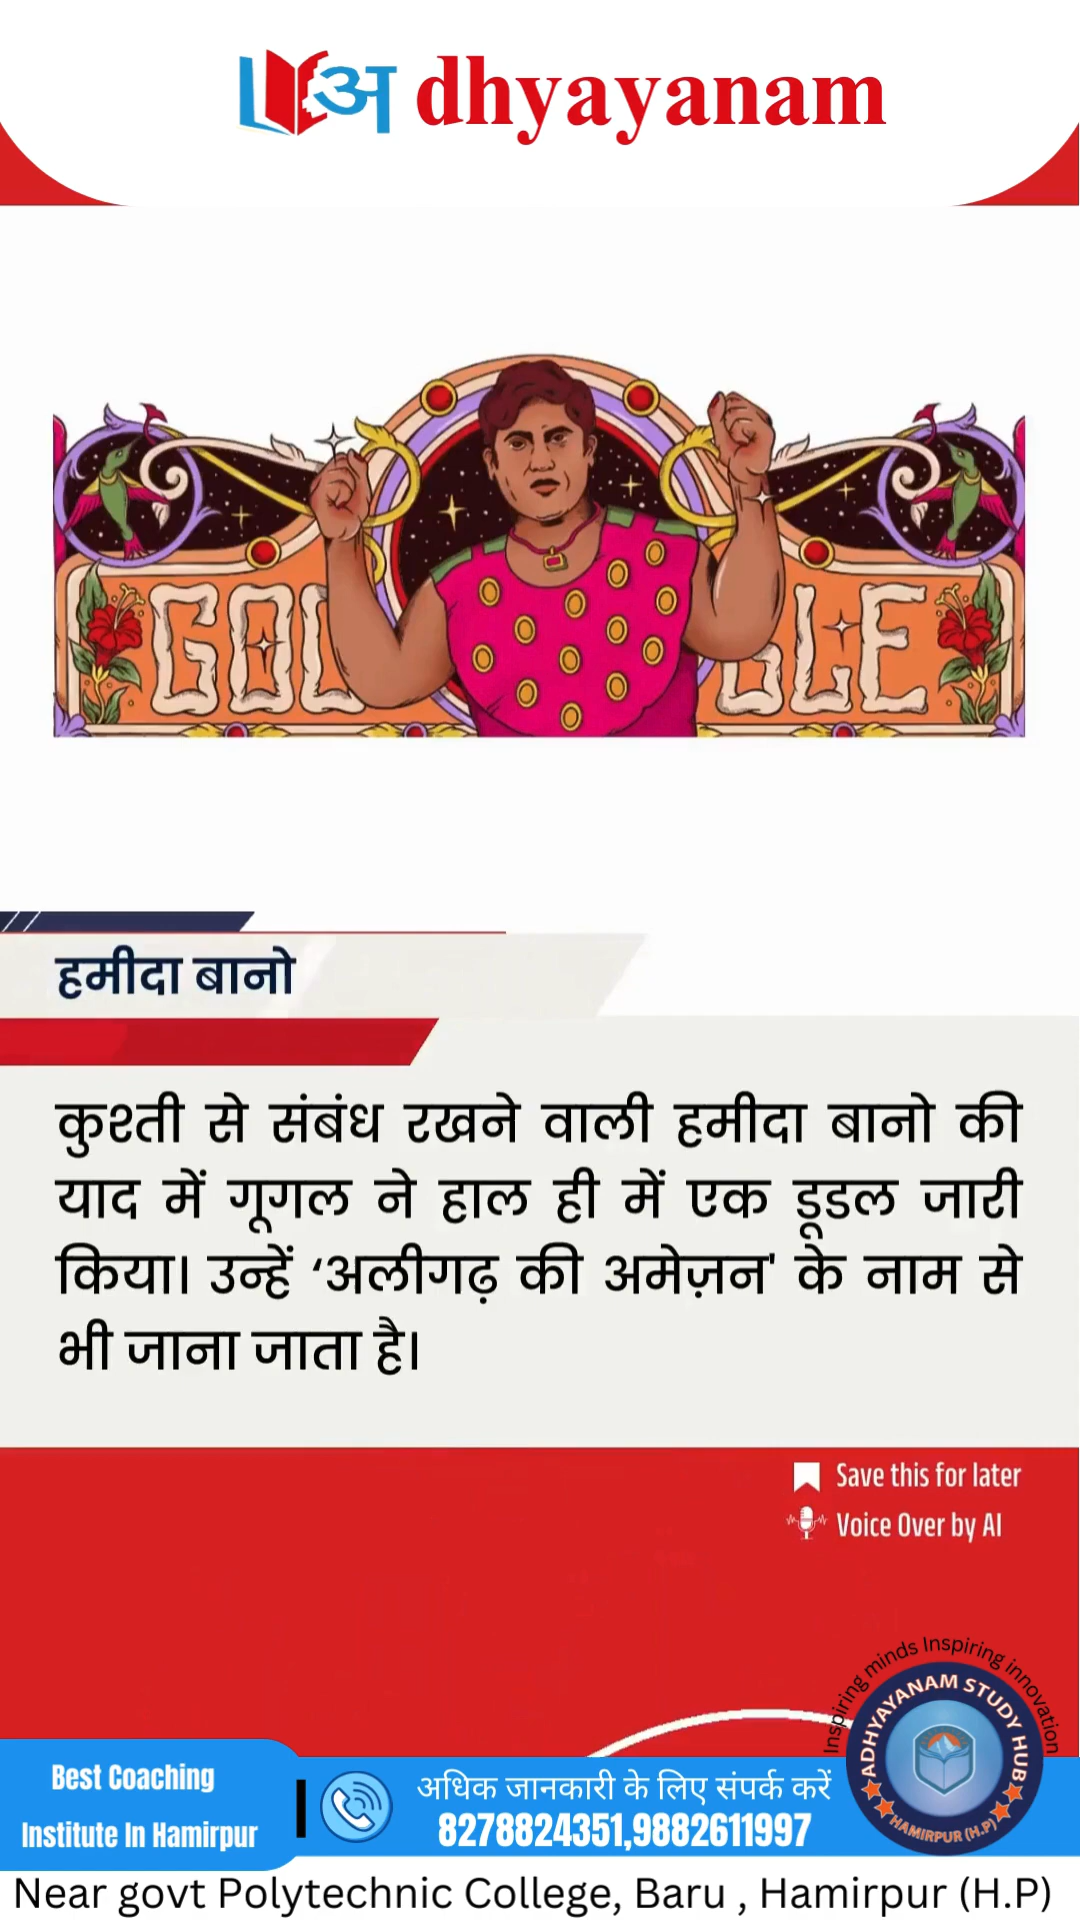 अ dhyayanam
GOOGLE
हमीदा बानो
कुश्ती से संबंध रखने वाली हमीदा बानो की
याद में गूगल ने हाल ही में एक डूडल जारी
किया। उन्हें ‘अलीगढ़ की अमेज़न' के नाम से
भी जाना जाता है।
Save this for later
Voice Over by AI
Inspiring minds Inspiring innovation
ADHYAYANAM STUDY HUB
HAMIRPUR (H.P)
Best Coaching
Institute In Hamirpur
अधिक जानकारी के लिए संपर्क करें
8278824351,9882611997
Near govt Polytechnic College, Baru , Hamirpur (H.P)